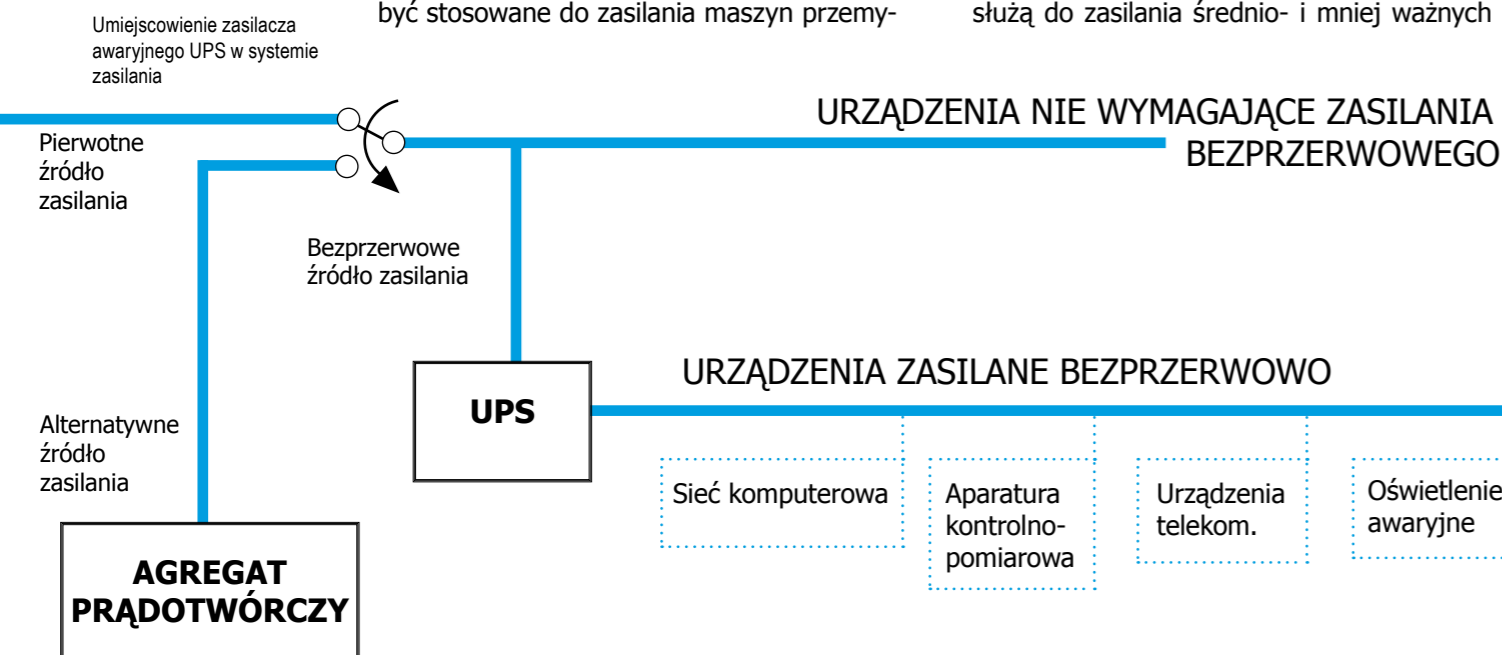 być stosowane do zasilania maszyn przemy-
służą do zasilania średnio- i mniej ważnych
Umiejscowienie zasilacza
awaryjnego UPS w systemie
zasilania
URZĄDZENIA NIE WYMAGAJĄCE ZASILANIA
BEZPRZERWOWEGO
Pierwotne
źródło
zasilania
Bezprzerwowe
źródło zasilania
URZĄDZENIA ZASILANE BEZPRZERWOWO
UPS
Alternatywne
źródło
zasilania
Sieć komputerowa
Aparatura
kontrolno-
pomiarowa
Urządzenia
telekom.
Oświetlenie
awaryjne
AGREGAT
PRĄDOTWÓRCZY